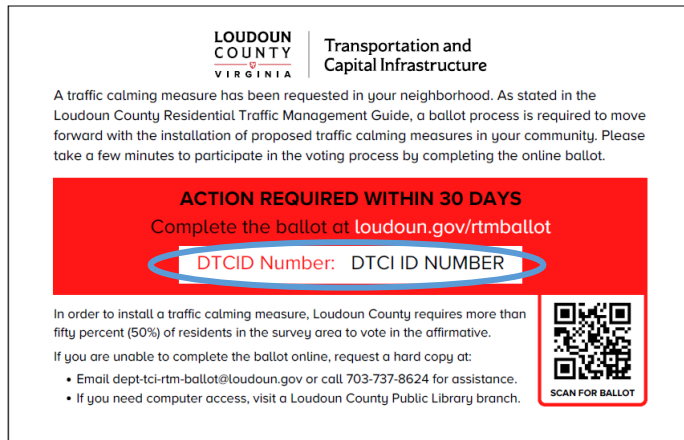 LOUDOUN
COUNTY
VIRGINIA
Transportation and
Capital Infrastructure
A traffic calming measure has been requested in your neighborhood. As stated in the
Loudoun County Residential Traffic Management Guide, a ballot process is required to move
forward with the installation of proposed traffic calming measures in your community. Please
take a few minutes to participate in the voting process by completing the online ballot.
ACTION REQUIRED WITHIN 30 DAYS
Complete the ballot at loudoun.gov/rtmballot
DTCID Number: DTCI ID NUMBER
In order to install a traffic calming measure, Loudoun County requires more than
fifty percent (50%) of residents in the survey area to vote in the affirmative.
If you are unable to complete the ballot online, request a hard copy at:
• Email dept-tci-rtm-ballot@loudoun.gov or call 703-737-8624 for assistance.
• If you need computer access, visit a Loudoun County Public Library branch.
SCAN FOR BALLOT